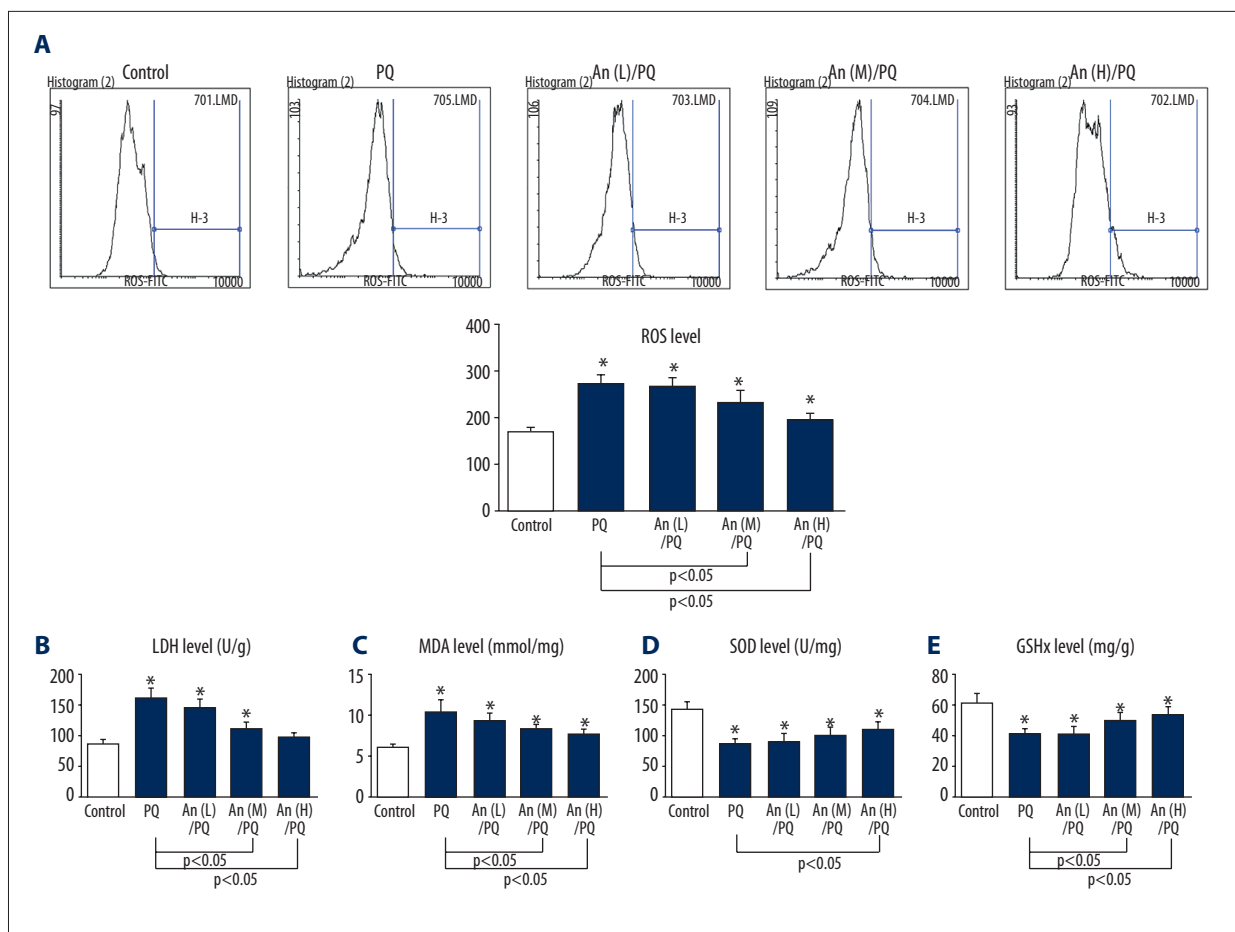 A
Control
PQ
An (L)/PQ
An (M)/PQ
An (H)/PQ
Histogram (2)
Histogram (2)
Histogram (2)
Histogram (2)
Histogram (2)
97
701.LMD
103
705.LMD
106
703.LMD
109
704.LMD
93
702.LMD
H-3
H-3
H-3
H-3
H-3
ROS-FITC 10000
ROS-FITC 10000
ROS-FITC 10000
ROS-FITC 10000
ROS-FITC 10000
ROS level
400
300
200
100
0
* * * *
Control PQ An (L) /PQ An (M) /PQ An (H) /PQ
p<0.05
p<0.05
B LDH level (U/g)
200
150
100
50
0
* * *
Control PQ An (L) /PQ An (M) /PQ An (H) /PQ
p<0.05
p<0.05
C MDA level (mmol/mg)
15
10
5
0
* * * *
Control PQ An (L) /PQ An (M) /PQ An (H) /PQ
p<0.05
p<0.05
D SOD level (U/mg)
200
150
100
50
0
* * * *
Control PQ An (L) /PQ An (M) /PQ An (H) /PQ
p<0.05
E GSHx level (mg/g)
80
60
40
20
0
* * * *
Control PQ An (L) /PQ An (M) /PQ An (H) /PQ
p<0.05
p<0.05